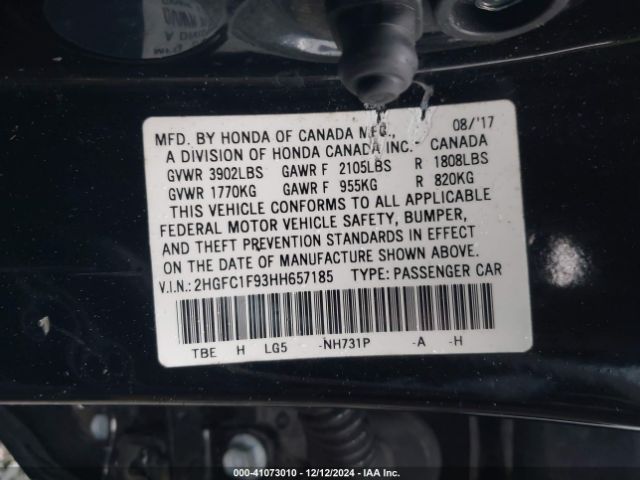 MFD. BY HONDA OF CANADA MFG., 08/'17
A DIVISION OF HONDA CANADA INC.- CANADA
GVWR 3902LBS GAWR F 2105LBS R 1808LBS
GVWR 1770KG GAWR F 955KG R 820KG
THIS VEHICLE CONFORMS TO ALL APPLICABLE
FEDERAL MOTOR VEHICLE SAFETY, BUMPER,
AND THEFT PREVENTION STANDARDS IN EFFECT
ON THE DATE OF MANUFACTURE SHOWN ABOVE.
V.I.N.: 2HGFC1F93HH657185 TYPE: PASSENGER CAR
TBE H LG5 -NH731P -A -H
000-41073010 • 12/12/2024 - IAA Inc.